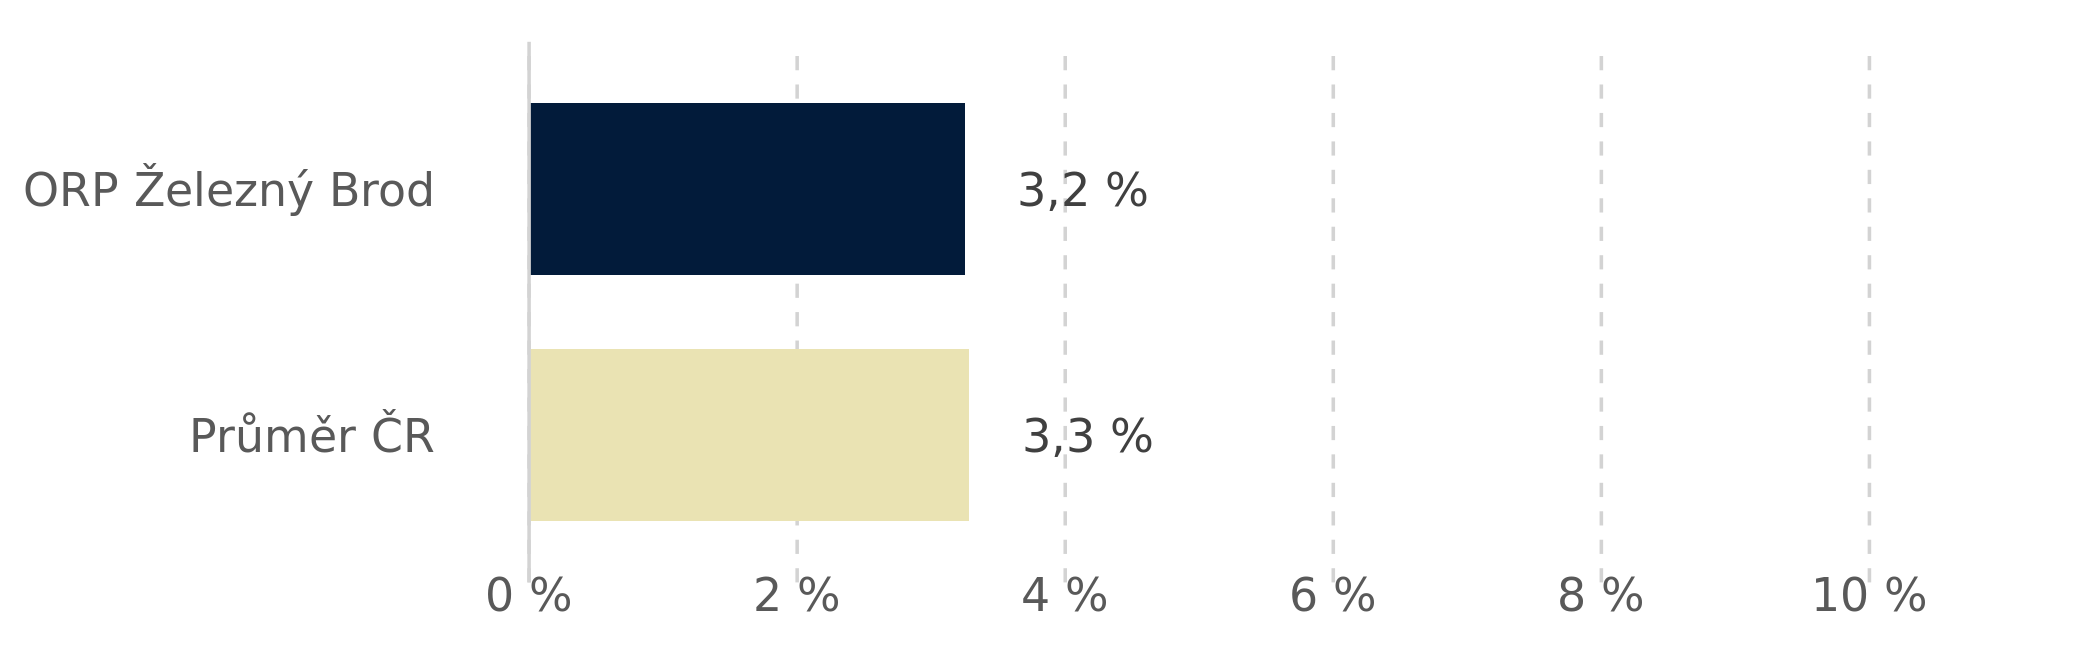 ORP Železný Brod
3,2 %
Průměr ČR
3,3 %
0 % 2 % 4 % 6 % 8 % 10 %